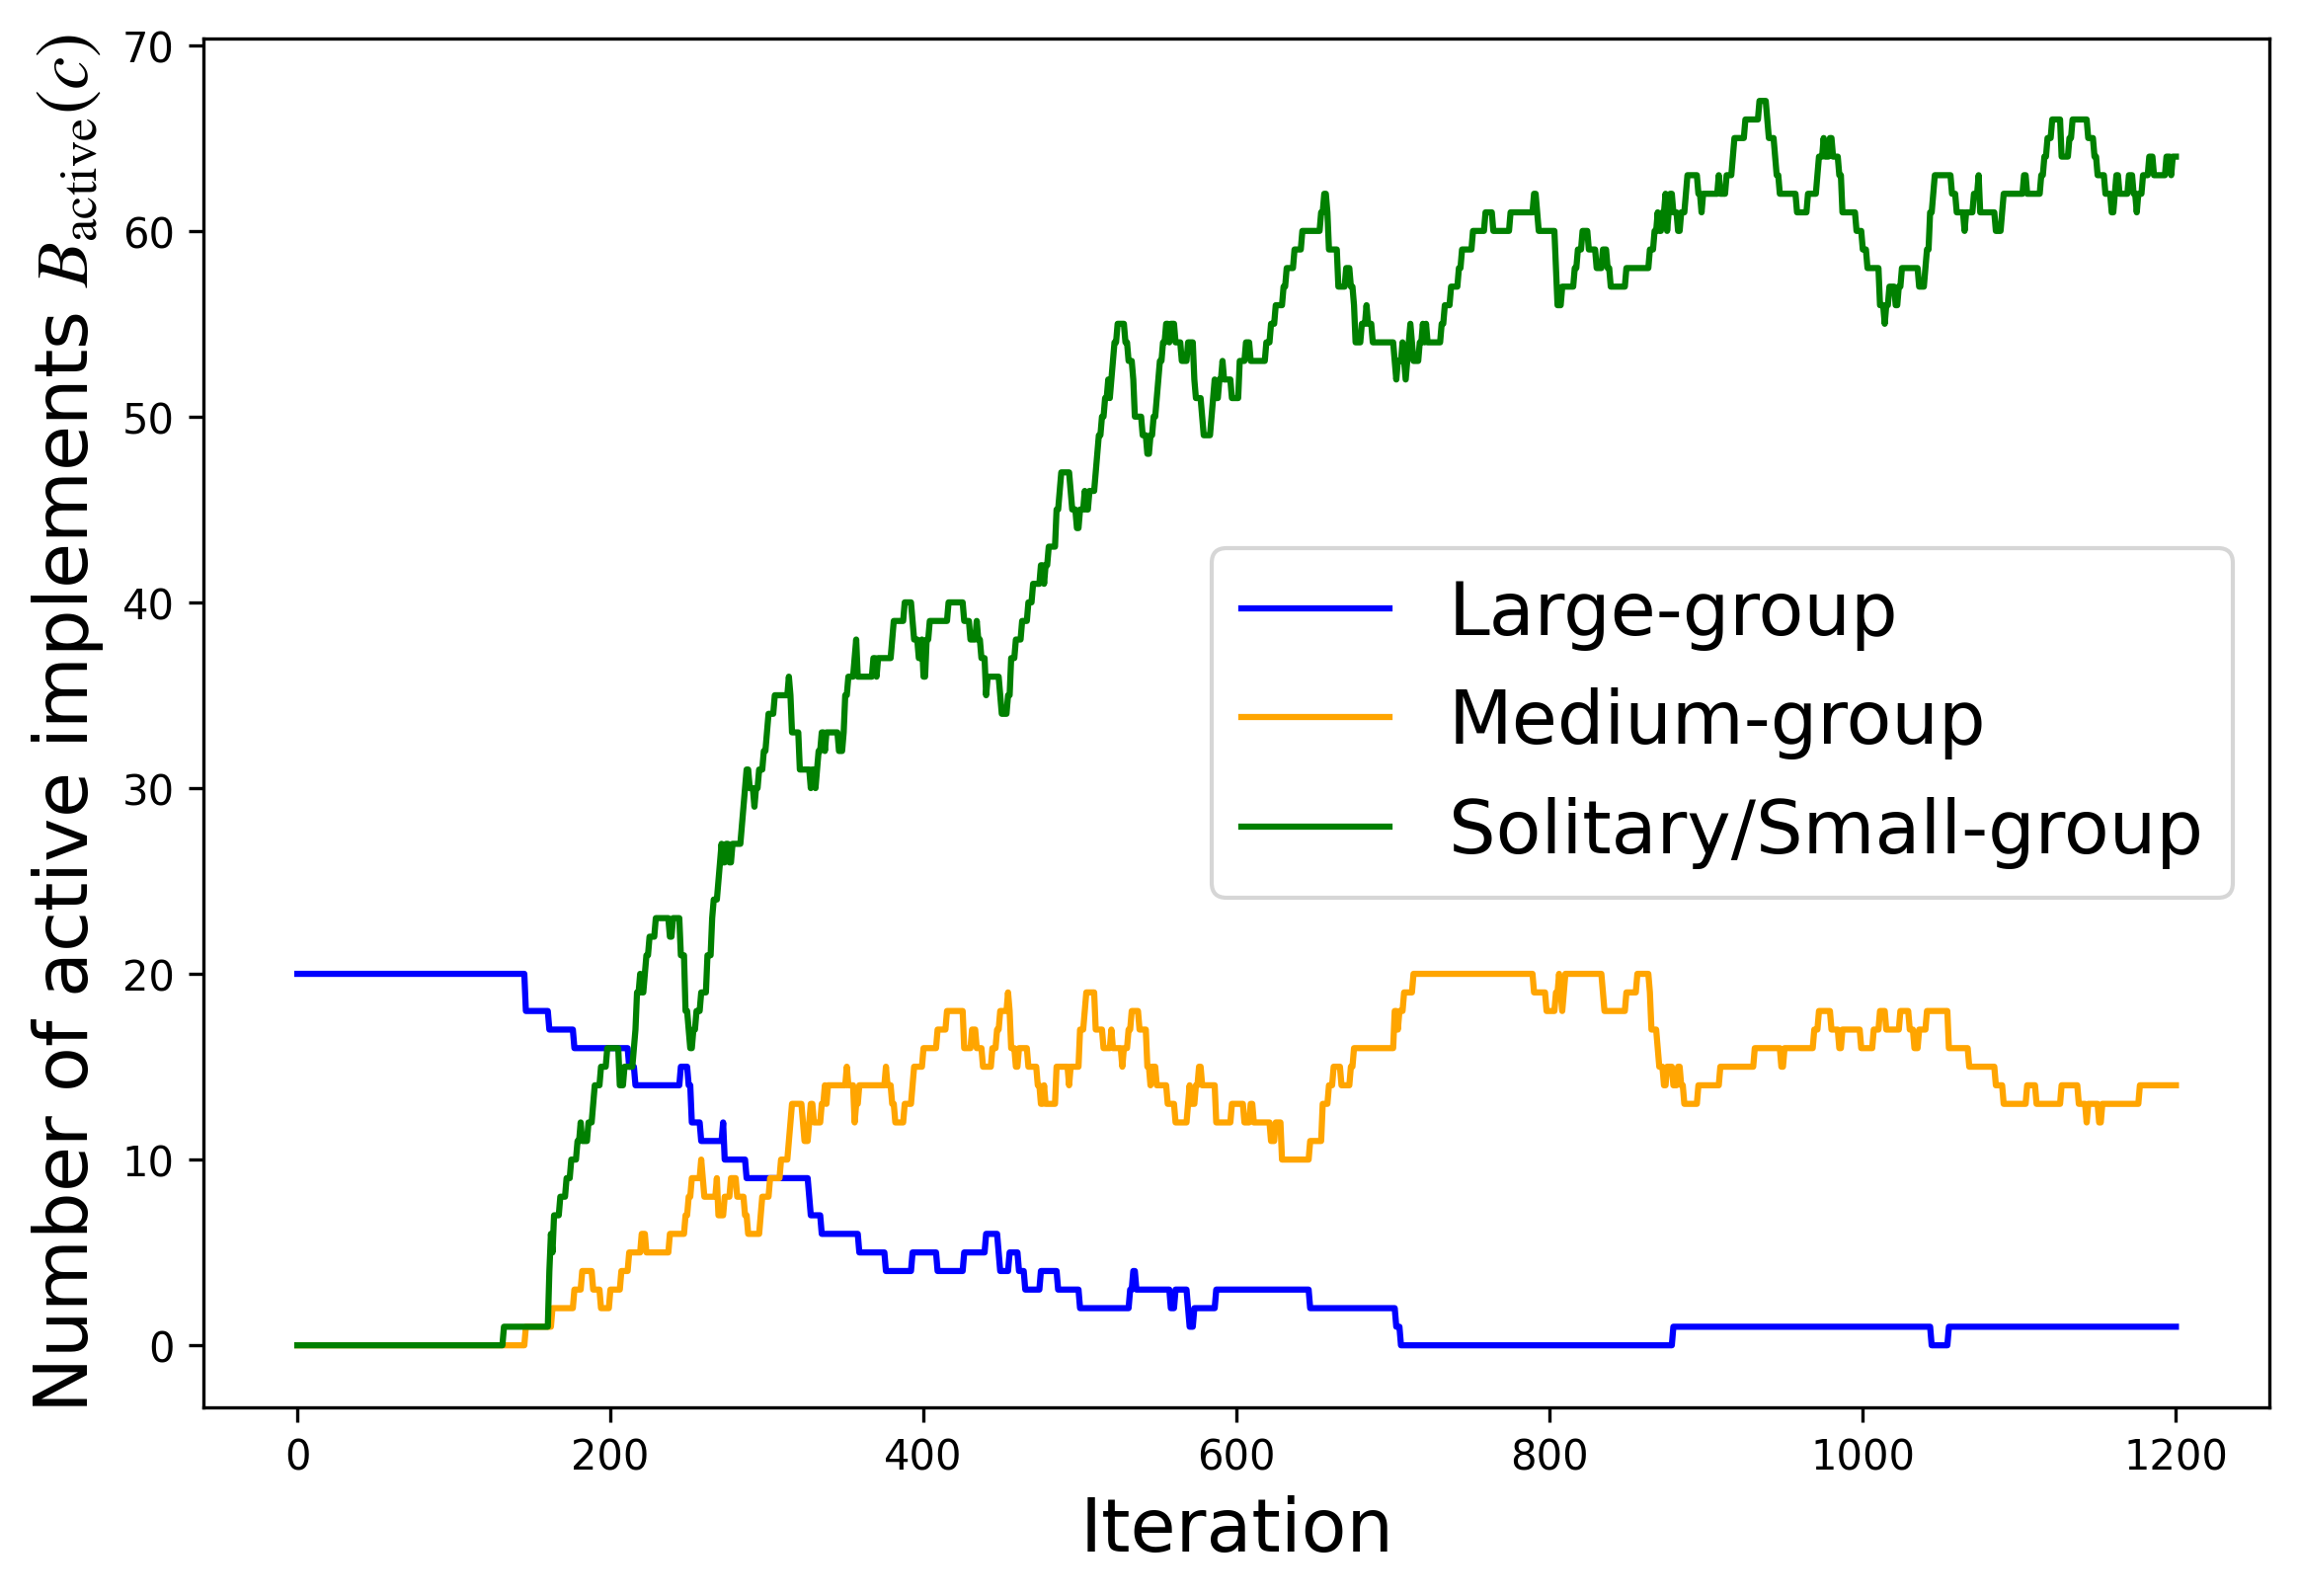 Number of active implements B_active(c)
70
60
50
40
30
20
10
0
Large-group
Medium-group
Solitary/Small-group
0 200 400 600 800 1000 1200
Iteration